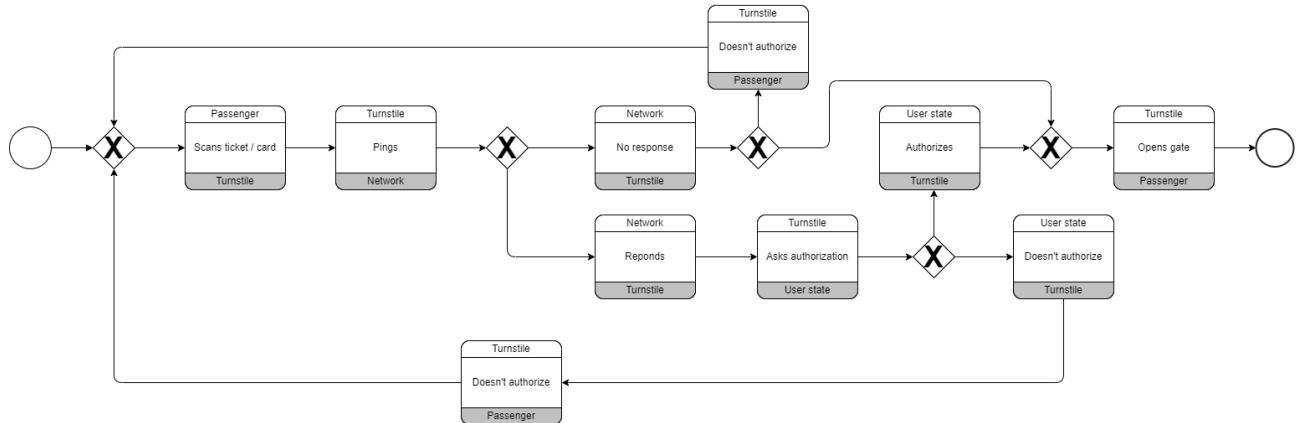 Turnstile
Doesn't authorize
Passenger
Passenger
Scans ticket / card
Turnstile
Turnstile
Pings
Network
Network
No response
Turnstile
User state
Authorizes
Turnstile
Turnstile
Opens gate
Passenger
X
X
X
X
Network
Reponds
Turnstile
Turnstile
Asks authorization
User state
X
User state
Doesn't authorize
Turnstile
Turnstile
Doesn't authorize
Passenger